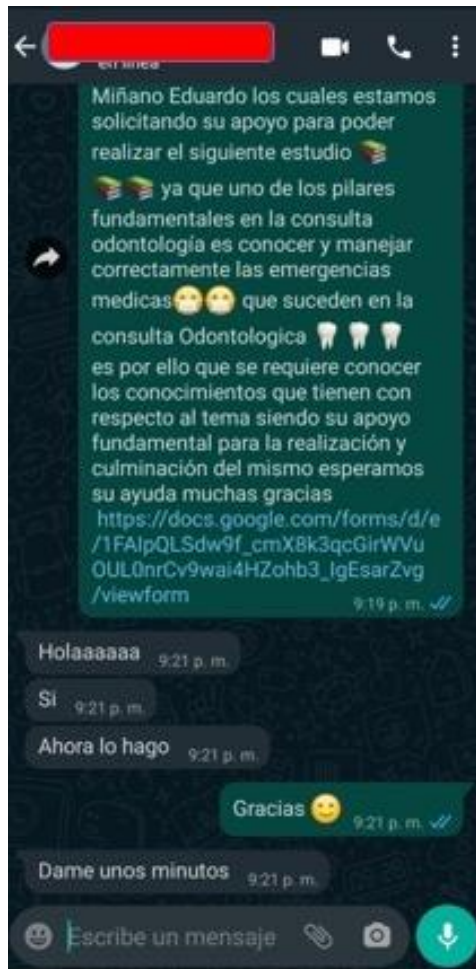 en línea
Miñano Eduardo los cuales estamos
solicitando su apoyo para poder
realizar el siguiente estudio 📚
📚📚 ya que uno de los pilares
fundamentales en la consulta
odontología es conocer y manejar
correctamente las emergencias
medicas😷😷 que suceden en la
consulta Odontologica 🦷 🦷 🦷
es por ello que se requiere conocer
los conocimientos que tienen con
respecto al tema siendo su apoyo
fundamental para la realización y
culminación del mismo esperamos
su ayuda muchas gracias
https://docs.google.com/forms/d/e
/1FAIpQLSdw9f_cmX8k3qcGirWVu
OUL0nrCv9wai4HZohb3_IgEsarZvg
/viewform
9:19 p. m.
Holaaaaaa 9:21 p. m.
Si 9:21 p. m.
Ahora lo hago 9:21 p. m.
Gracias 🙂 9:21 p. m.
Dame unos minutos 9:21 p. m.
Escribe un mensaje